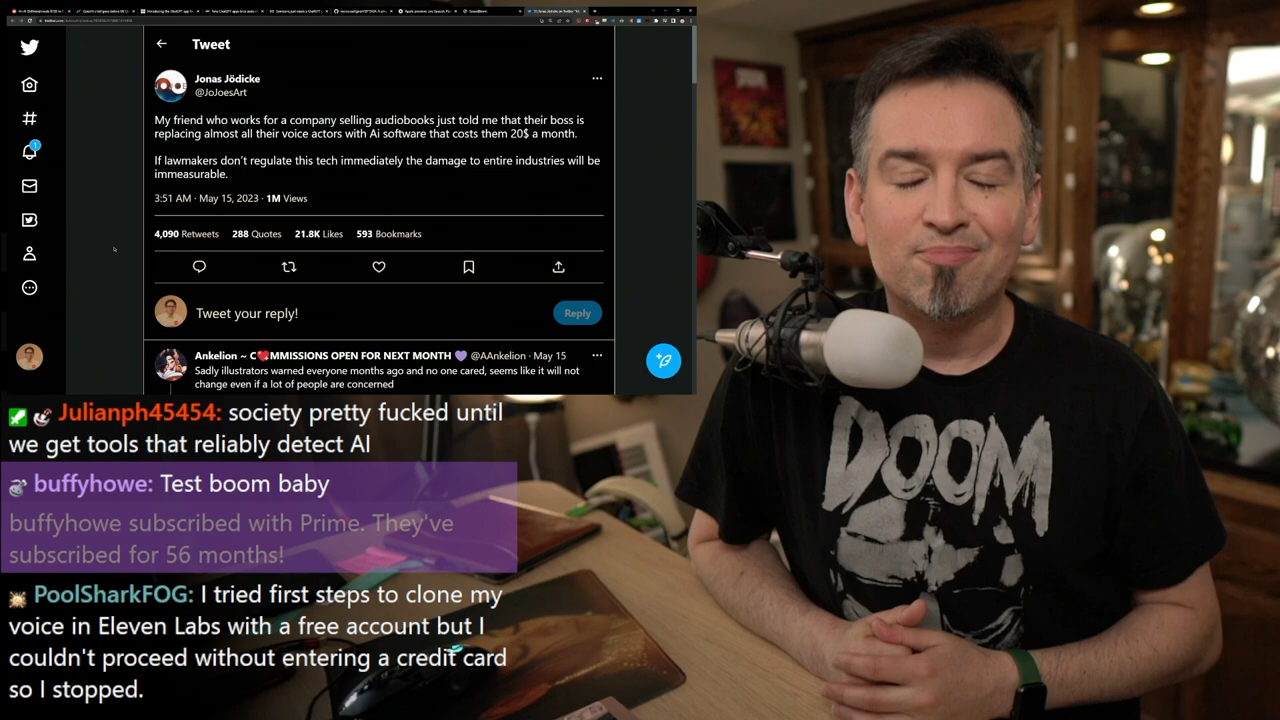 Tweet
Jonas Jödicke
@JoJoesArt
My friend who works for a company selling audiobooks just told me that their boss is
replacing almost all their voice actors with Ai software that costs them 20$ a month.
If lawmakers don't regulate this tech immediately the damage to entire industries will be
immeasurable.
3:51 AM · May 15, 2023 · 1M Views
4,090 Retweets 288 Quotes 21.8K Likes 593 Bookmarks
Tweet your reply!
Reply
Ankelion ~ C❤️MMISSIONS OPEN FOR NEXT MONTH 💜 @AAnkelion · May 15
Sadly illustrators warned everyone months ago and no one cared, seems like it will not
change even if a lot of people are concerned
1
Julianph45454: society pretty fucked until
we get tools that reliably detect AI
buffyhowe: Test boom baby
buffyhowe subscribed with Prime. They've
subscribed for 56 months!
PoolSharkFOG: I tried first steps to clone my
voice in Eleven Labs with a free account but I
couldn't proceed without entering a credit card
so I stopped.
DOOM